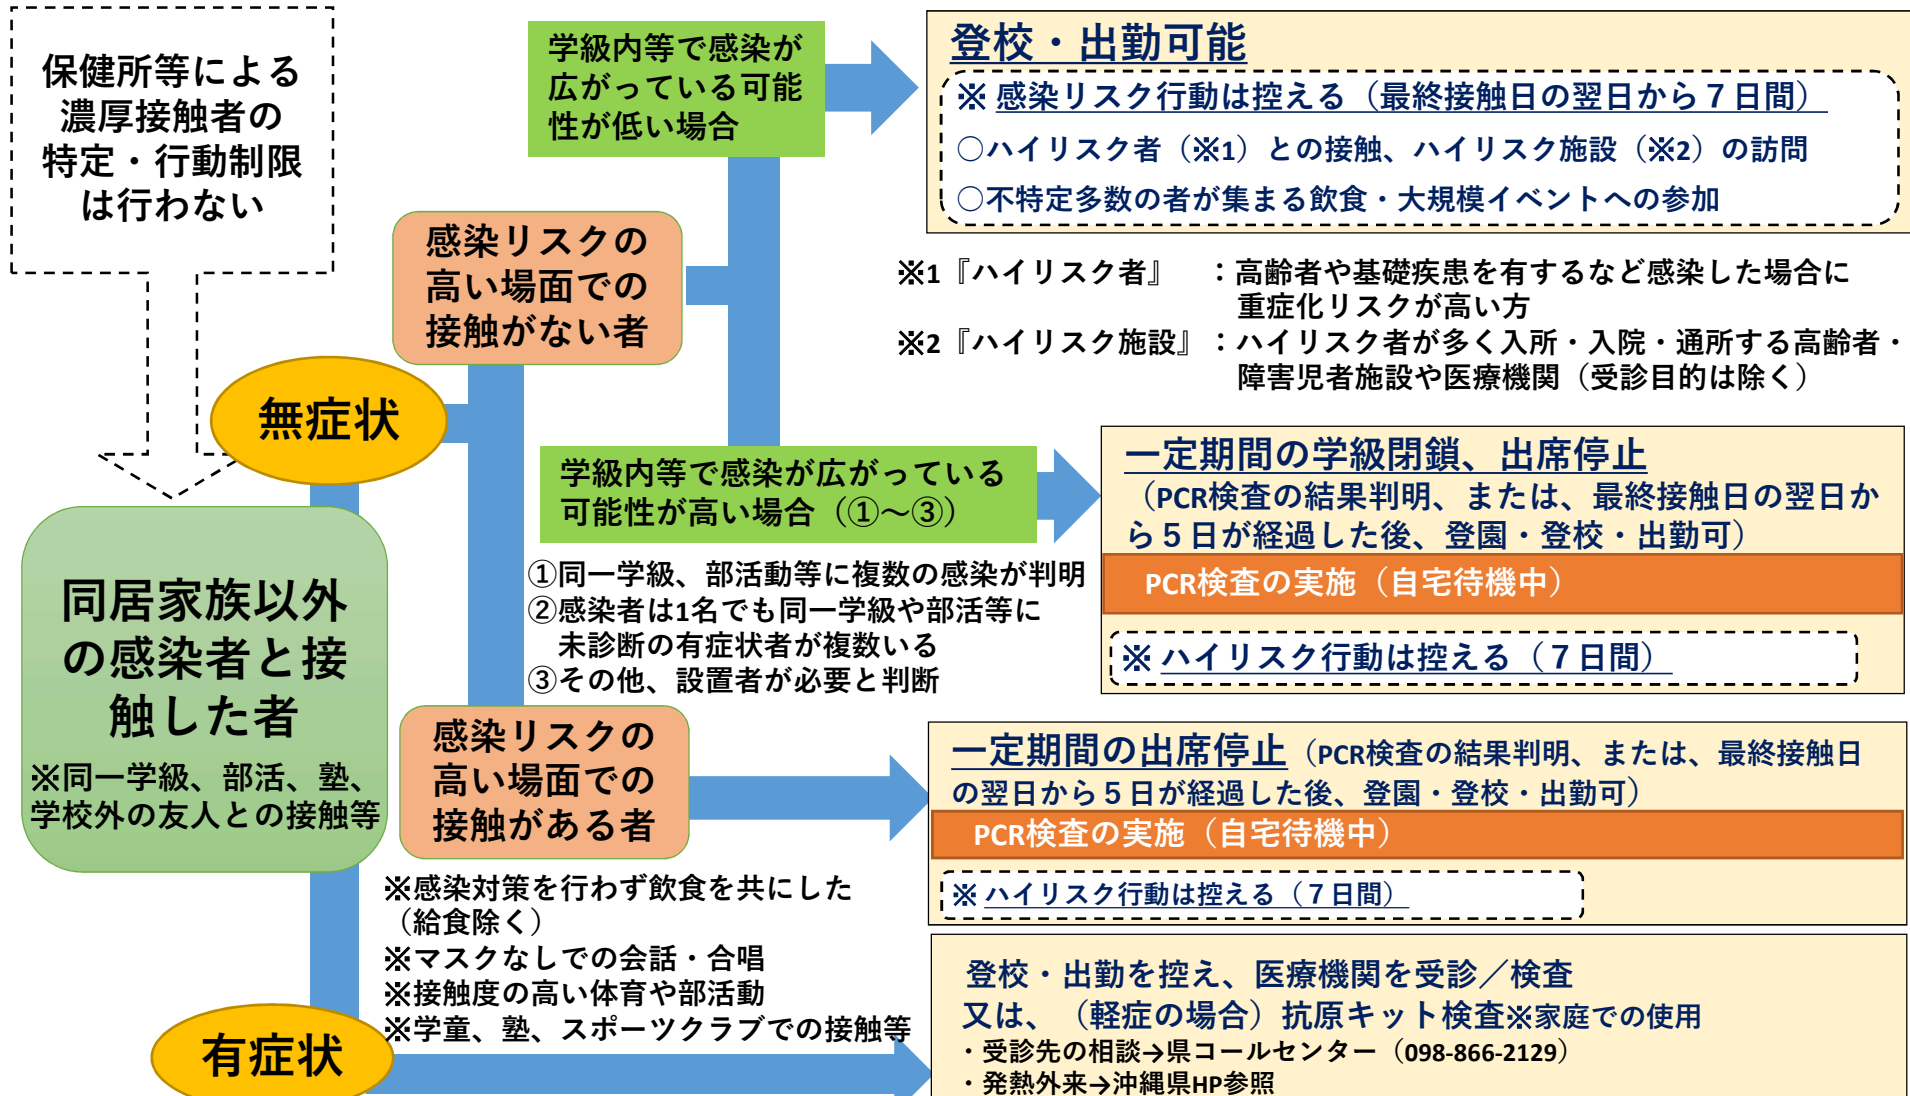 保健所等による
濃厚接触者の
特定・行動制限
は行わない
同居家族以外
の感染者と接
触した者
※同一学級、部活、塾、
学校外の友人との接触等
無症状
有症状
感染リスクの
高い場面での
接触がない者
学級内等で感染が
広がっている可能
性が低い場合
登校・出勤可能
※ 感染リスク行動は控える（最終接触日の翌日から７日間）
○ハイリスク者（※1）との接触、ハイリスク施設（※2）の訪問
○不特定多数の者が集まる飲食・大規模イベントへの参加
※1『ハイリスク者』　：高齢者や基礎疾患を有するなど感染した場合に
重症化リスクが高い方
※2『ハイリスク施設』：ハイリスク者が多く入所・入院・通所する高齢者・
障害児者施設や医療機関（受診目的は除く）
学級内等で感染が広がっている
可能性が高い場合（①～③）
①同一学級、部活動等に複数の感染が判明
②感染者は1名でも同一学級や部活等に
未診断の有症状者が複数いる
③その他、設置者が必要と判断
一定期間の学級閉鎖、出席停止
（PCR検査の結果判明、または、最終接触日の翌日か
ら５日が経過した後、登園・登校・出勤可）
PCR検査の実施（自宅待機中）
※ ハイリスク行動は控える（７日間）
感染リスクの
高い場面での
接触がある者
※感染対策を行わず飲食を共にした
（給食除く）
※マスクなしでの会話・合唱
※接触度の高い体育や部活動
※学童、塾、スポーツクラブでの接触等
一定期間の出席停止（PCR検査の結果判明、または、最終接触日
の翌日から５日が経過した後、登園・登校・出勤可）
PCR検査の実施（自宅待機中）
※ ハイリスク行動は控える（７日間）
登校・出勤を控え、医療機関を受診／検査
又は、（軽症の場合）抗原キット検査※家庭での使用
・受診先の相談→県コールセンター（098-866-2129）
・発熱外来→沖縄県HP参照